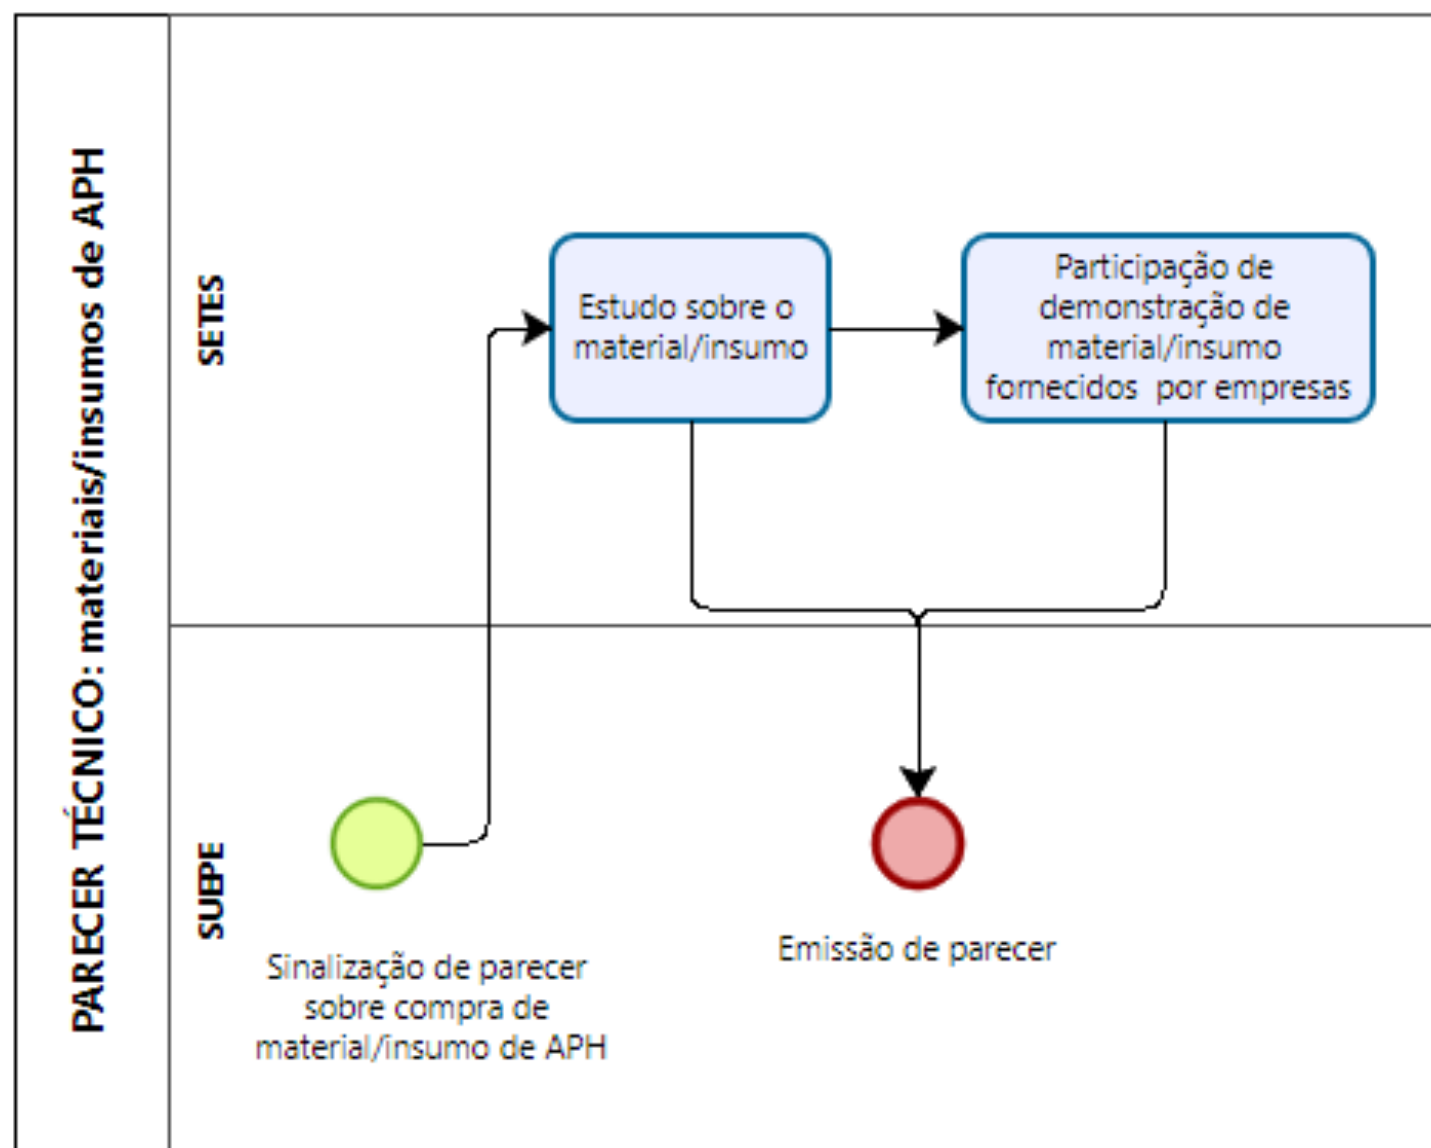 PARECER TÉCNICO: materiais/insumos de APH
SETES
Estudo sobre o
material/insumo
Participação de
demonstração de
material/insumo
fornecidos  por empresas
SUEPE
Sinalização de parecer
sobre compra de
material/insumo de APH
Emissão de parecer